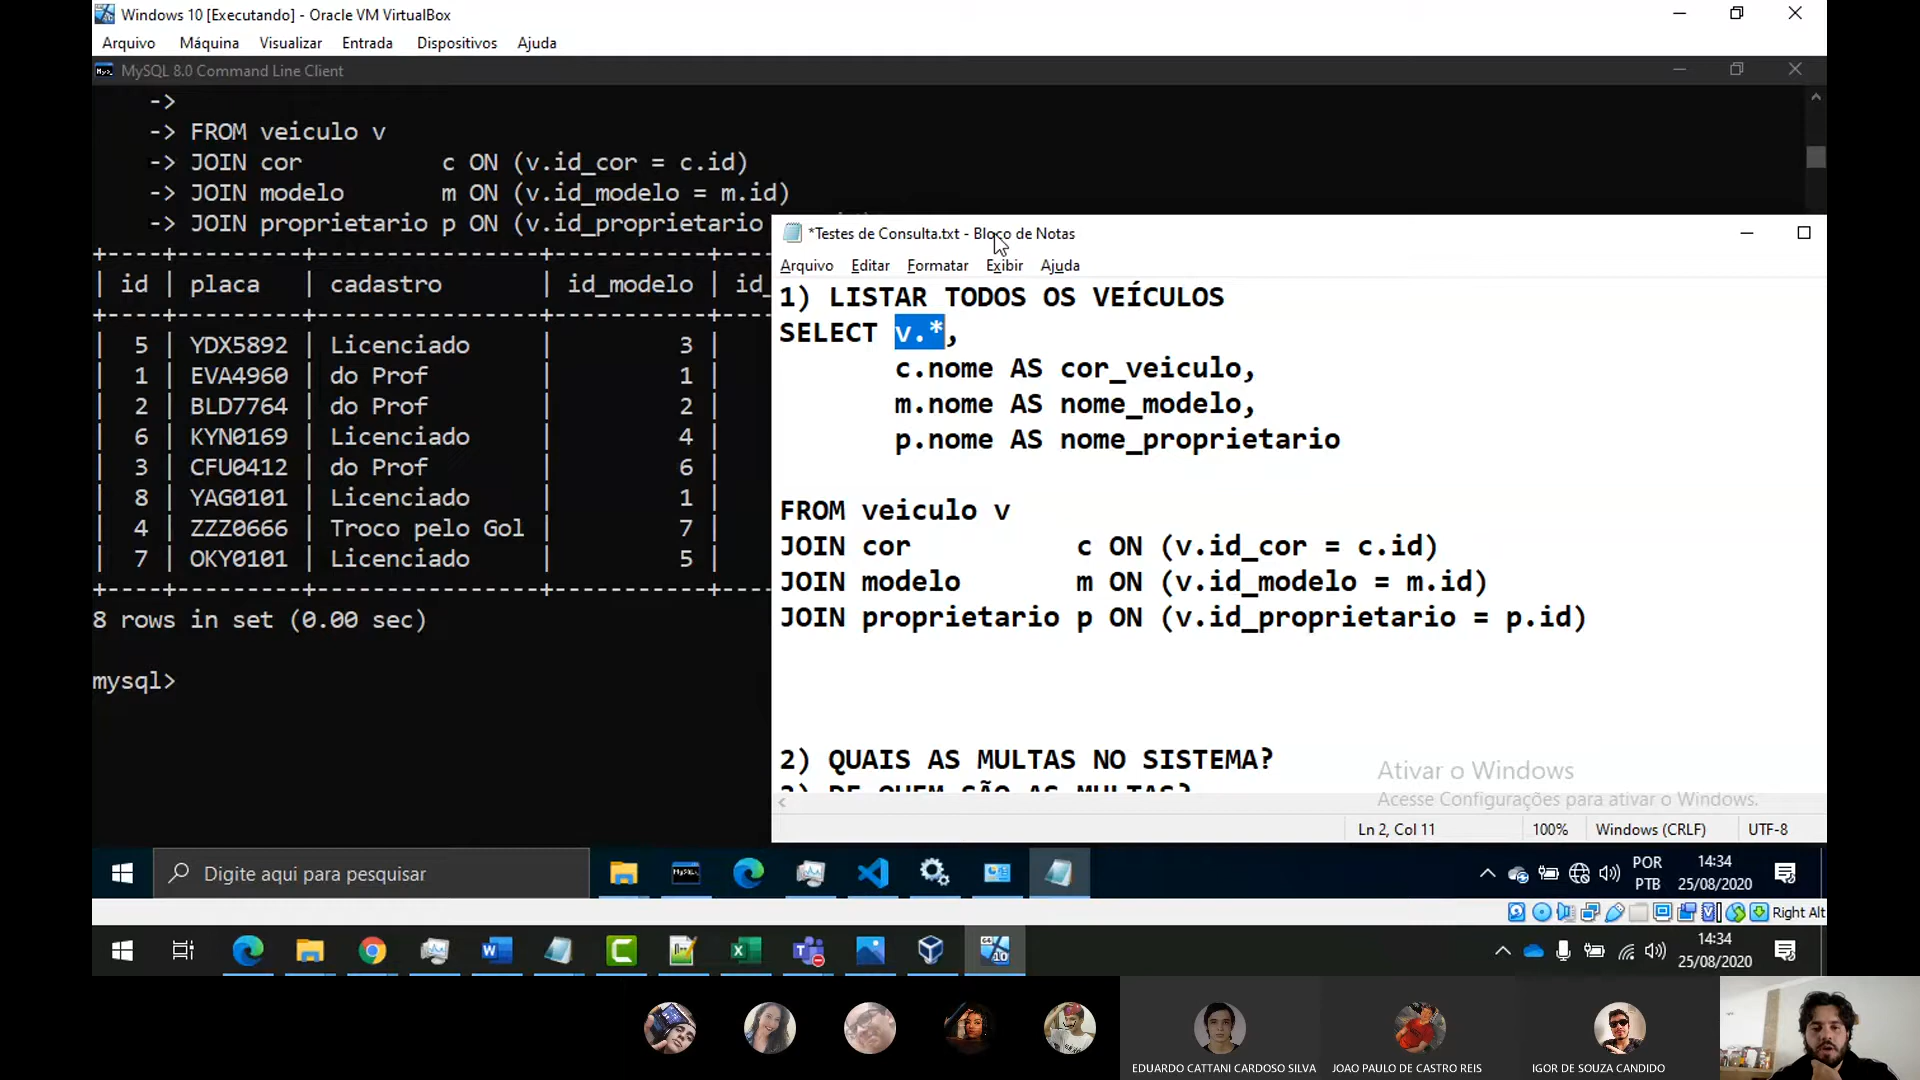 Windows 10 [Executando] - Oracle VM VirtualBox
Arquivo Máquina Visualizar Entrada Dispositivos Ajuda
MySQL 8.0 Command Line Client
->
-> FROM veiculo v
-> JOIN cor c ON (v.id_cor = c.id)
-> JOIN modelo m ON (v.id_modelo = m.id)
-> JOIN proprietario p ON (v.id_proprietario
| id | placa | cadastro | id_modelo | id_
| 5 | YDX5892 | Licenciado | 3 |
| 1 | EVA4960 | do Prof | 1 |
| 2 | BLD7764 | do Prof | 2 |
| 6 | KYN0169 | Licenciado | 4 |
| 3 | CFU0412 | do Prof | 6 |
| 8 | YAG0101 | Licenciado | 1 |
| 4 | ZZZ0666 | Troco pelo Gol | 7 |
| 7 | OKY0101 | Licenciado | 5 |
8 rows in set (0.00 sec)
mysql>
*Testes de Consulta.txt - Bloco de Notas
Arquivo Editar Formatar Exibir Ajuda
1) LISTAR TODOS OS VEÍCULOS
SELECT v.*,
c.nome AS cor_veiculo,
m.nome AS nome_modelo,
p.nome AS nome_proprietario
FROM veiculo v
JOIN cor c ON (v.id_cor = c.id)
JOIN modelo m ON (v.id_modelo = m.id)
JOIN proprietario p ON (v.id_proprietario = p.id)
2) QUAIS AS MULTAS NO SISTEMA?
3) DE QUEM SÃO AS MULTAS?
Ativar o Windows
Acesse Configurações para ativar o Windows.
Ln 2, Col 11 100% Windows (CRLF) UTF-8
Digite aqui para pesquisar
POR
PTB
14:34
25/08/2020
Right Alt
14:34
25/08/2020
EDUARDO CATTANI CARDOSO SILVA
JOAO PAULO DE CASTRO REIS
IGOR DE SOUZA CANDIDO